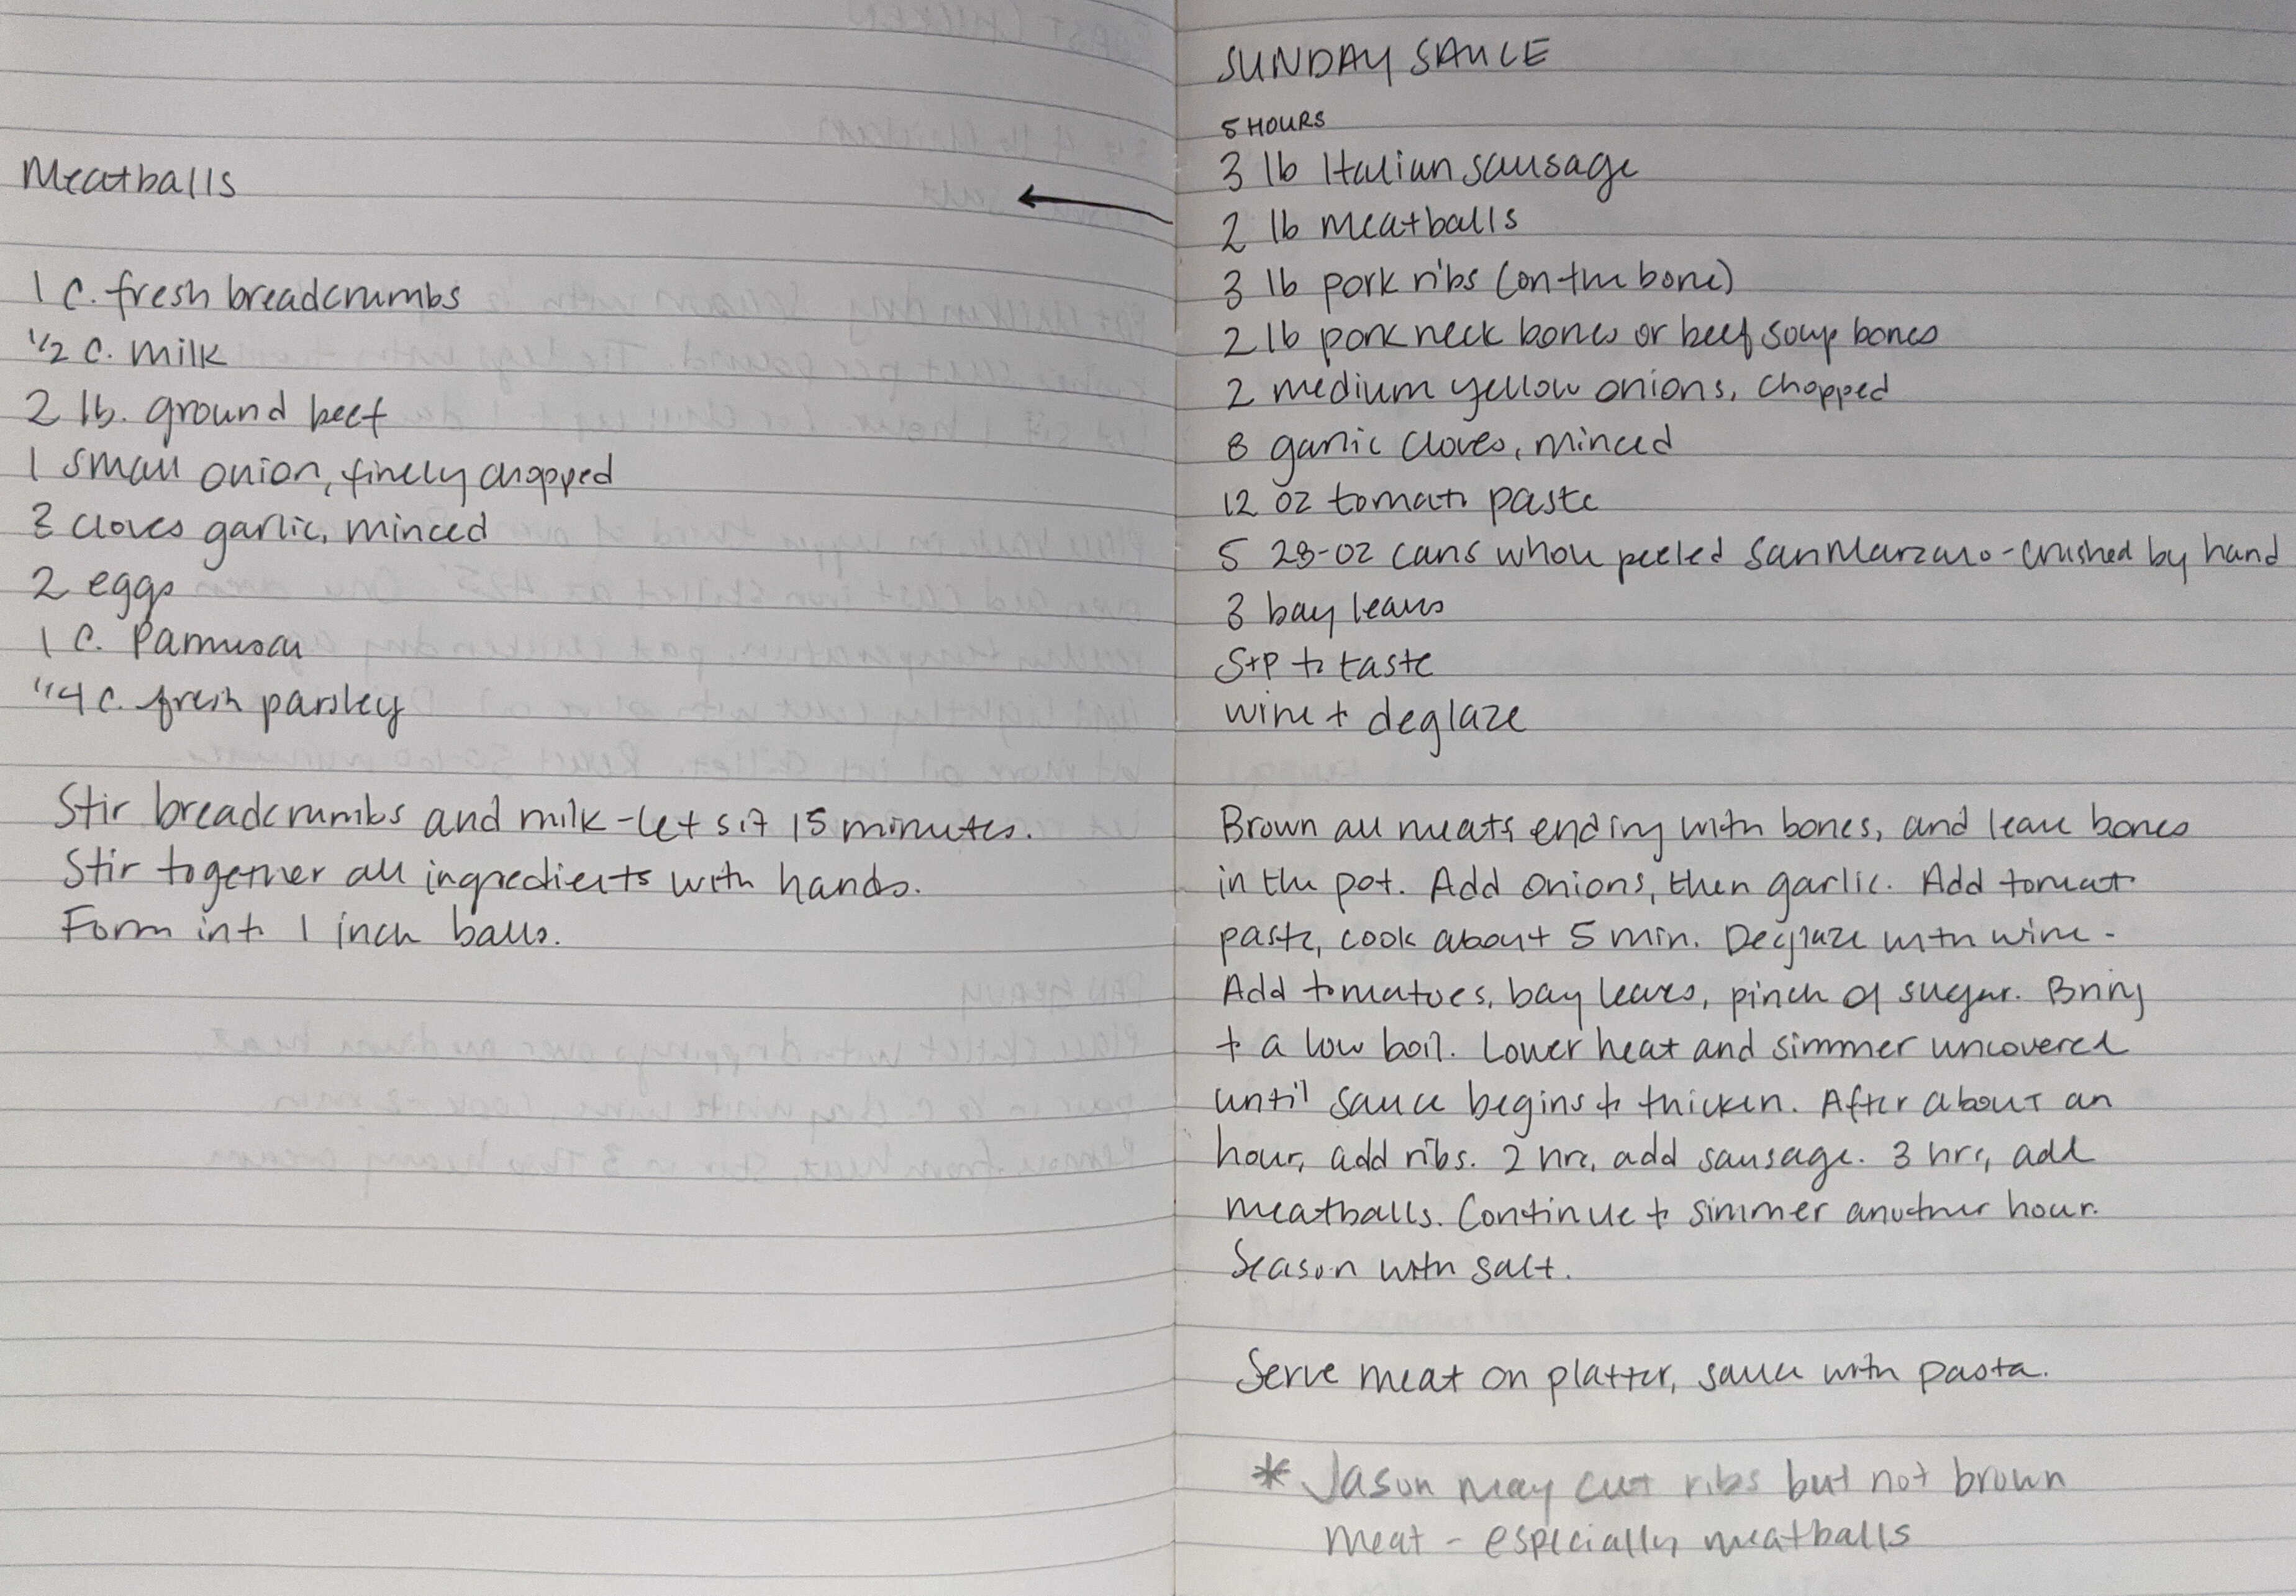 Meatballs
1 C. fresh breadcrumbs
1/2 C. milk
2 lb. ground beef
1 small onion, finely chopped
3 cloves garlic, minced
2 eggs
1 C. Parmesan
1/4 C. fresh parsley
Stir breadcrumbs and milk - let sit 15 minutes.
Stir together all ingredients with hands.
Form into 1 inch balls.
SUNDAY SAUCE
5 HOURS
3 lb Italian sausage
2 lb meatballs
3 lb pork ribs (on the bone)
2 lb pork neck bones or beef soup bones
2 medium yellow onions, chopped
8 garlic cloves, minced
12 oz tomato paste
5 28-oz cans whole peeled San Marzano - crushed by hand
3 bay leaves
S+P to taste
wine to deglaze
Brown all meats ending with bones, and leave bones
in the pot. Add onions, then garlic. Add tomato
paste, cook about 5 min. Deglaze with wine -
Add tomatoes, bay leaves, pinch of sugar. Bring
to a low boil. Lower heat and simmer uncovered
until sauce begins to thicken. After about an
hour, add ribs. 2 hrs, add sausage. 3 hrs, add
meatballs. Continue to simmer another hour.
Season with salt.
Serve meat on platter, sauce with pasta.
* Jason may cut ribs but not brown
meat - especially meatballs